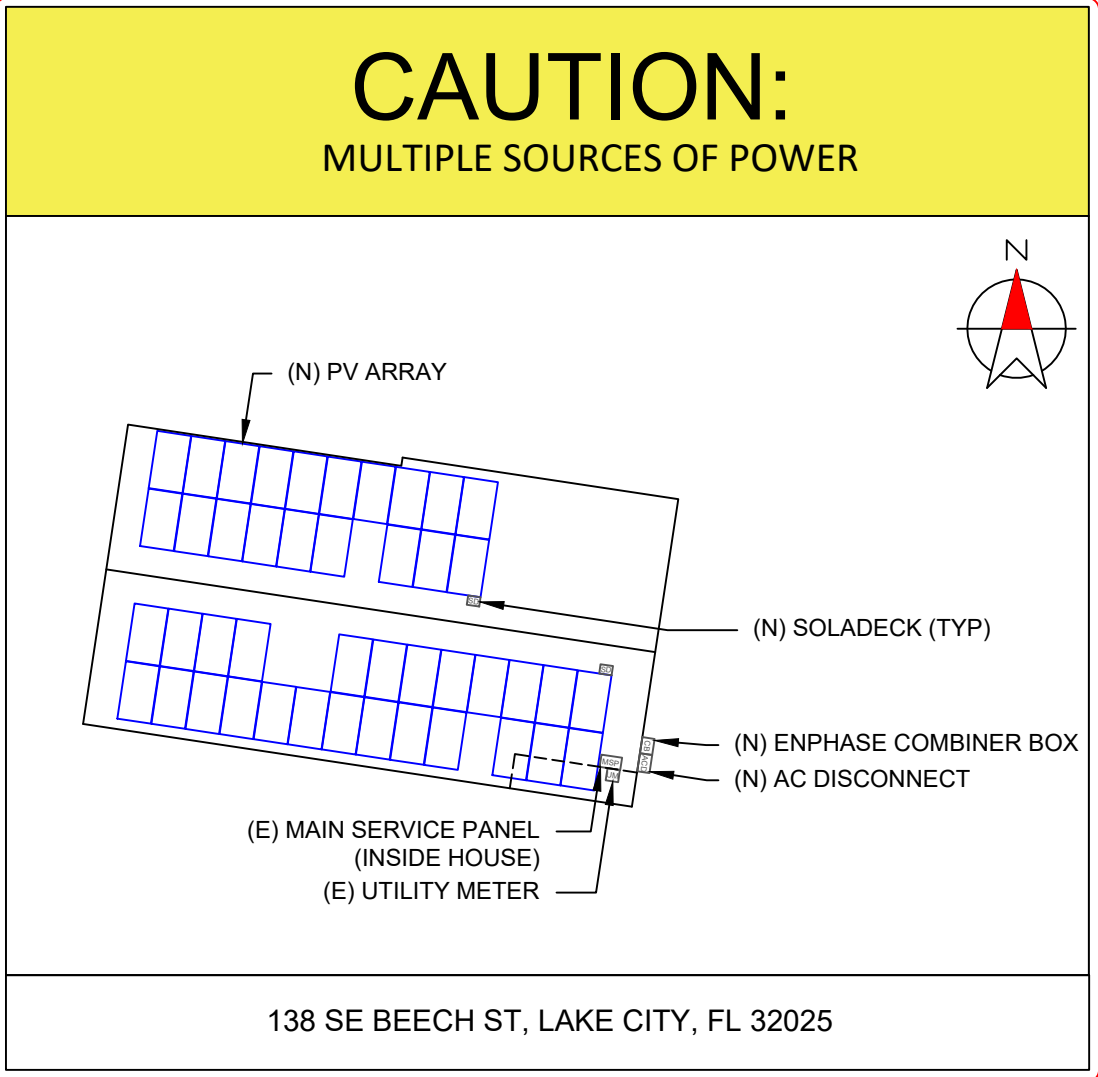 CAUTION:
MULTIPLE SOURCES OF POWER
N
(N) PV ARRAY
SD
(N) SOLADECK (TYP)
SD
CB
(N) ENPHASE COMBINER BOX
ACD
(N) AC DISCONNECT
MSP
UM
(E) MAIN SERVICE PANEL
(INSIDE HOUSE)
(E) UTILITY METER
138 SE BEECH ST, LAKE CITY, FL 32025